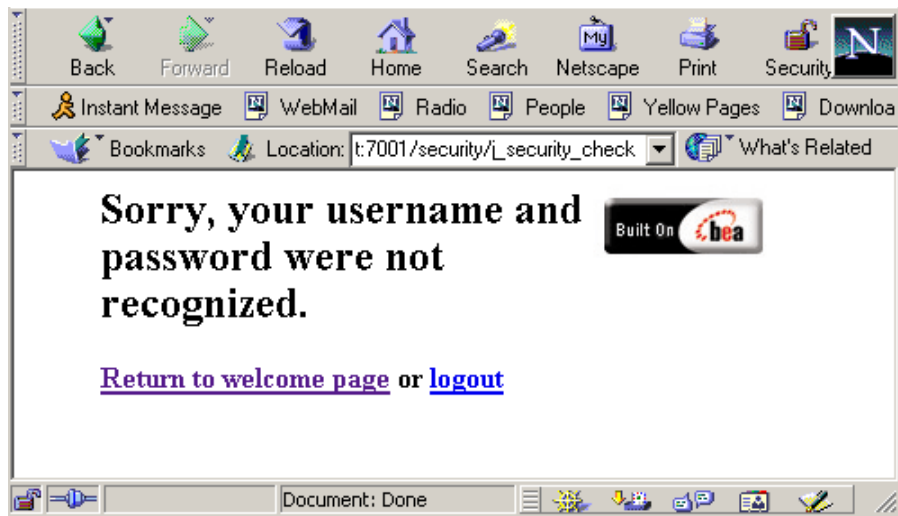 Back Forward Reload Home Search Netscape Print Security N
My
Instant Message WebMail Radio People Yellow Pages Downloa
Bookmarks Location: t:7001/security/j_security_check What's Related
Sorry, your username and
password were not
recognized.
Built On bea
Return to welcome page or logout
Document: Done